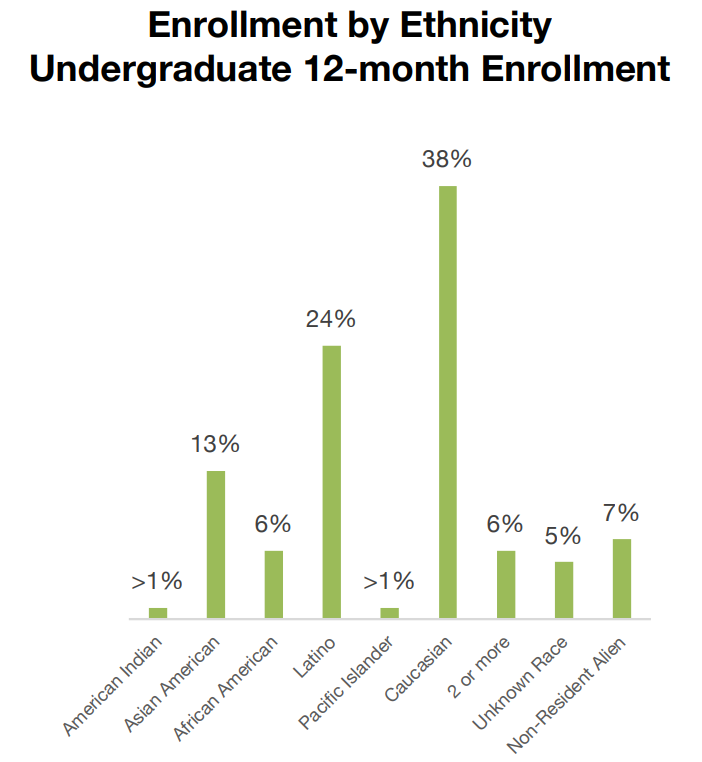 Enrollment by Ethnicity
Undergraduate 12-month Enrollment
38%
24%
13%
7%
6%
6%
5%
>1%
>1%
American Indian
Asian American
African American
Latino
Pacific Islander
Caucasian
2 or more
Unknown Race
Non-Resident Alien